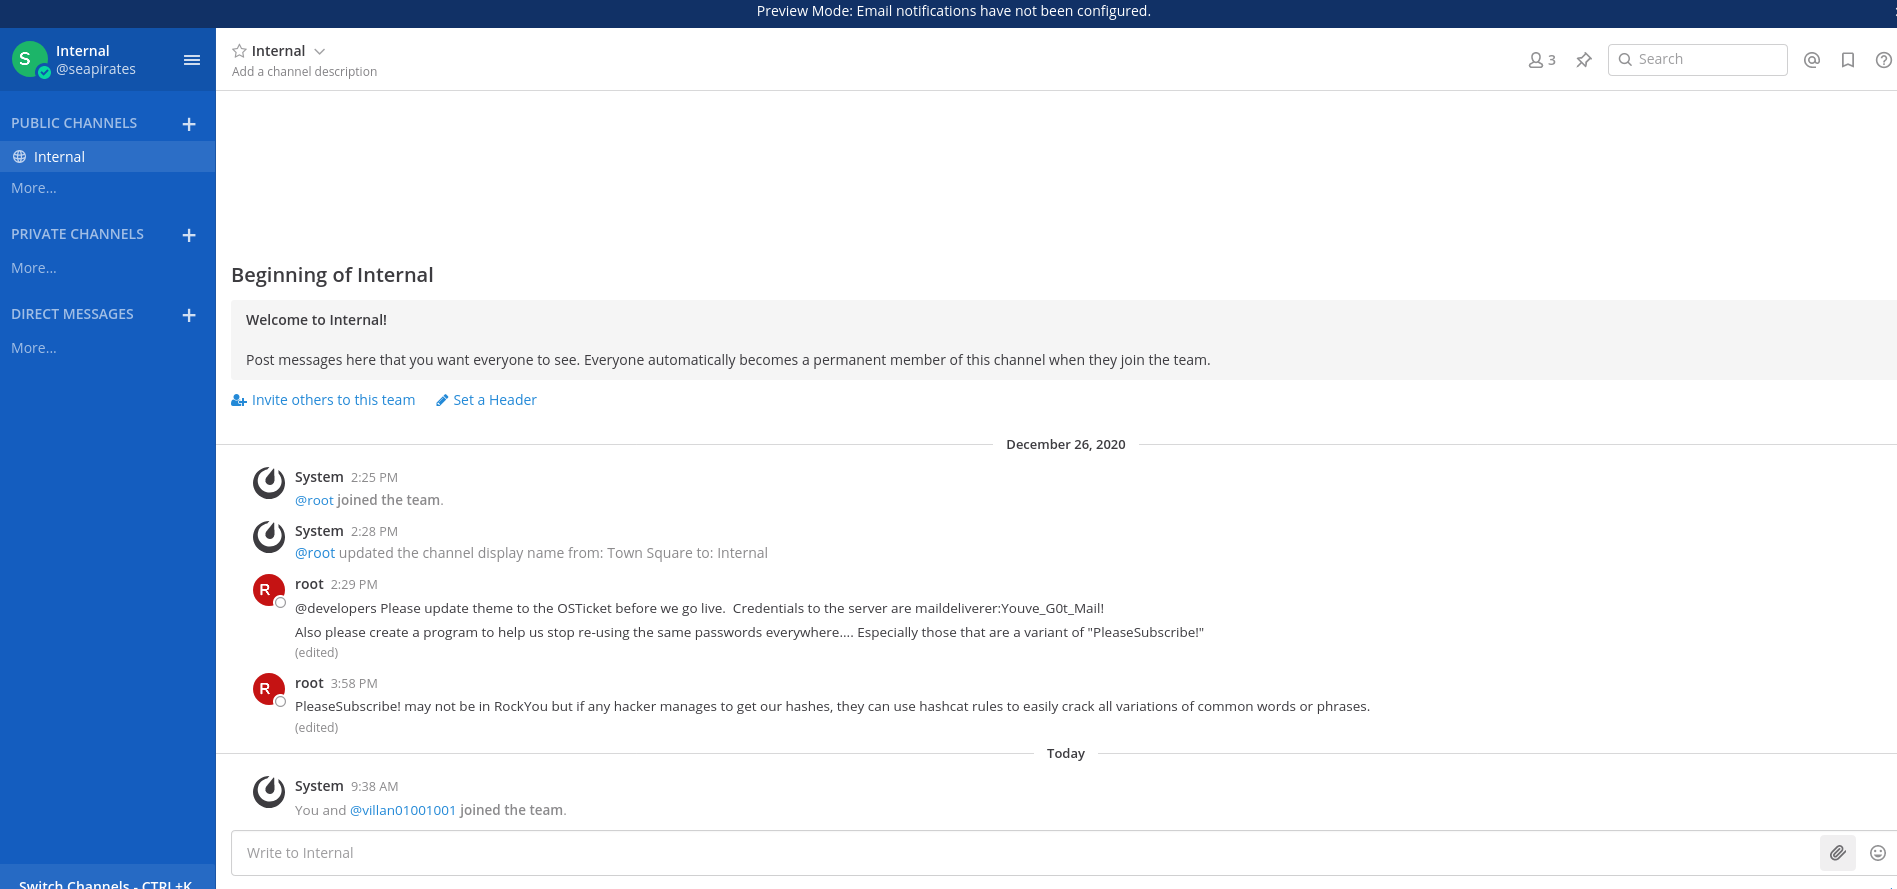 Preview Mode: Email notifications have not been configured.
S
Internal
@seapirates
Internal
Add a channel description
3
Search
PUBLIC CHANNELS
Internal
More...
PRIVATE CHANNELS
More...
DIRECT MESSAGES
More...
Switch Channels - CTRL+K
Beginning of Internal
Welcome to Internal!
Post messages here that you want everyone to see. Everyone automatically becomes a permanent member of this channel when they join the team.
Invite others to this team Set a Header
December 26, 2020
System 2:25 PM
@root joined the team.
System 2:28 PM
@root updated the channel display name from: Town Square to: Internal
R
root 2:29 PM
@developers Please update theme to the OSTicket before we go live.  Credentials to the server are maildeliverer:Youve_G0t_Mail!
Also please create a program to help us stop re-using the same passwords everywhere.... Especially those that are a variant of "PleaseSubscribe!"
(edited)
R
root 3:58 PM
PleaseSubscribe! may not be in RockYou but if any hacker manages to get our hashes, they can use hashcat rules to easily crack all variations of common words or phrases.
(edited)
Today
System 9:38 AM
You and @villan01001001 joined the team.
Write to Internal